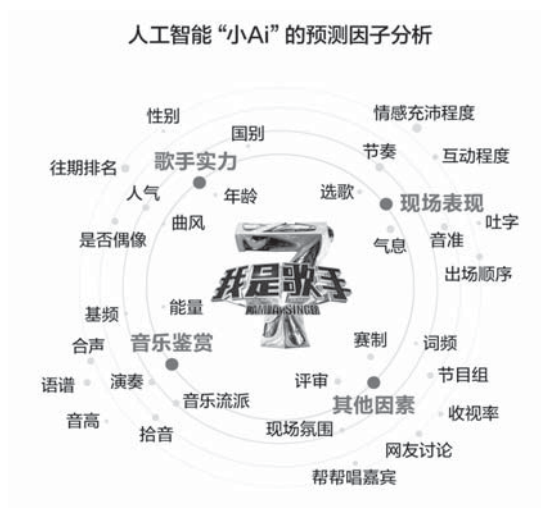 人工智能“小Ai”的预测因子分析
性别
国别
往期排名
歌手实力
人气
年龄
曲风
是否偶像
情感充沛程度
节奏
互动程度
选歌
现场表现
吐字
气息
音准
出场顺序
我是歌手
基频
能量
合声
音乐鉴赏
语谱
演奏
音乐流派
音高
拾音
赛制
词频
评审
节目组
其他因素
收视率
现场氛围
网友讨论
帮帮唱嘉宾